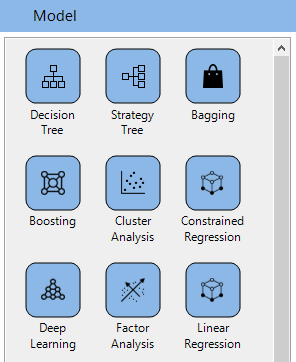 Model
Decision
Tree
Strategy
Tree
Bagging
Boosting
Cluster
Analysis
Constrained
Regression
Deep
Learning
Factor
Analysis
Linear
Regression